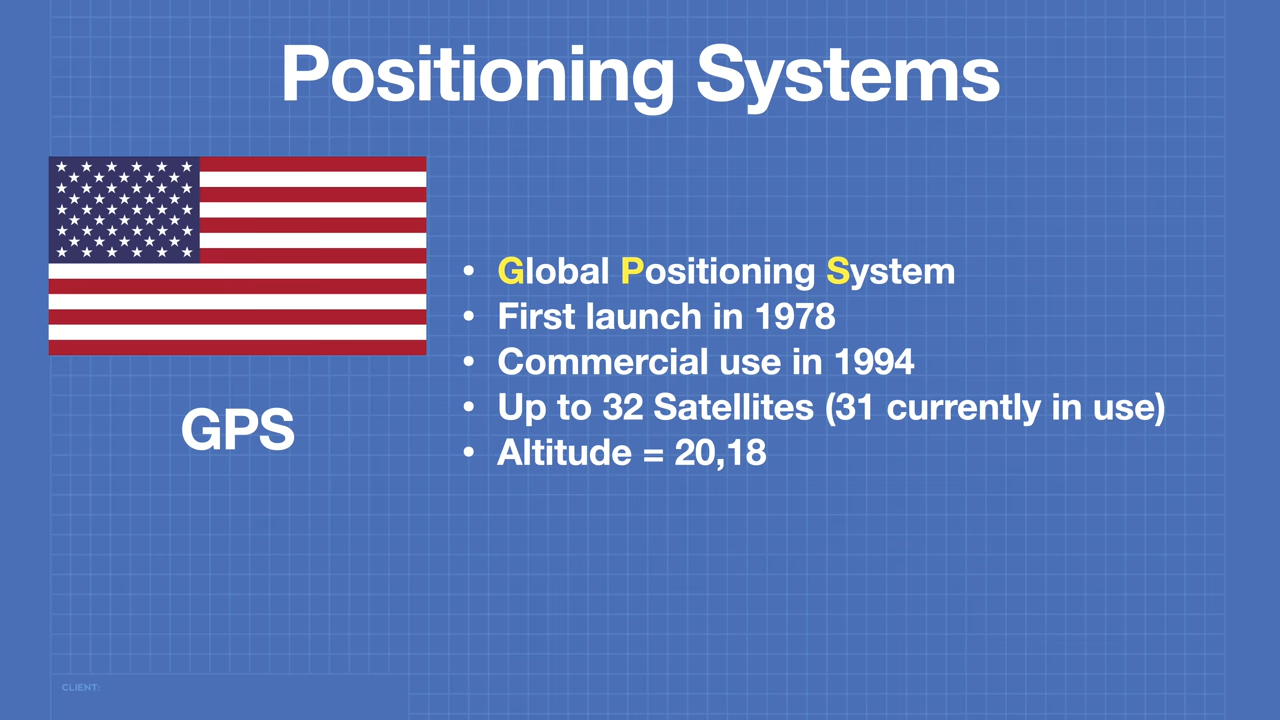 Positioning Systems
GPS
• Global Positioning System
• First launch in 1978
• Commercial use in 1994
• Up to 32 Satellites (31 currently in use)
• Altitude = 20,18
CLIENT: